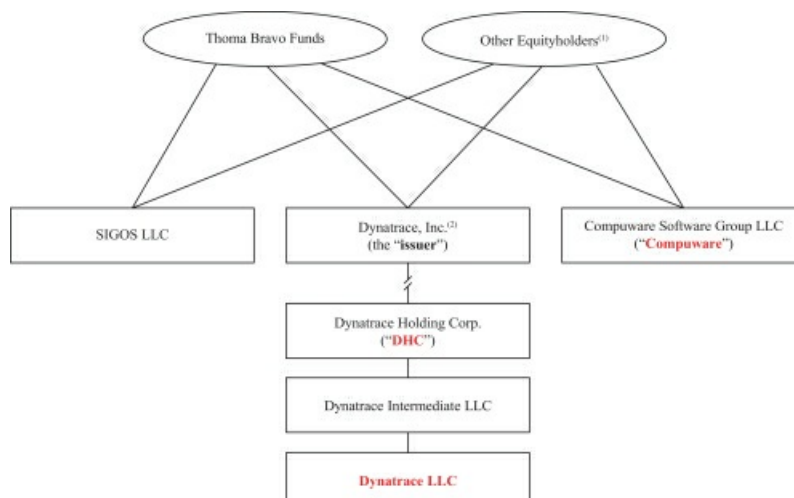 Thoma Bravo Funds
Other Equityholders(1)
SIGOS LLC
Dynatrace, Inc.(2)
(the “issuer”)
Compuware Software Group LLC
(“Compuware”)
Dynatrace Holding Corp.
(“DHC”)
Dynatrace Intermediate LLC
Dynatrace LLC